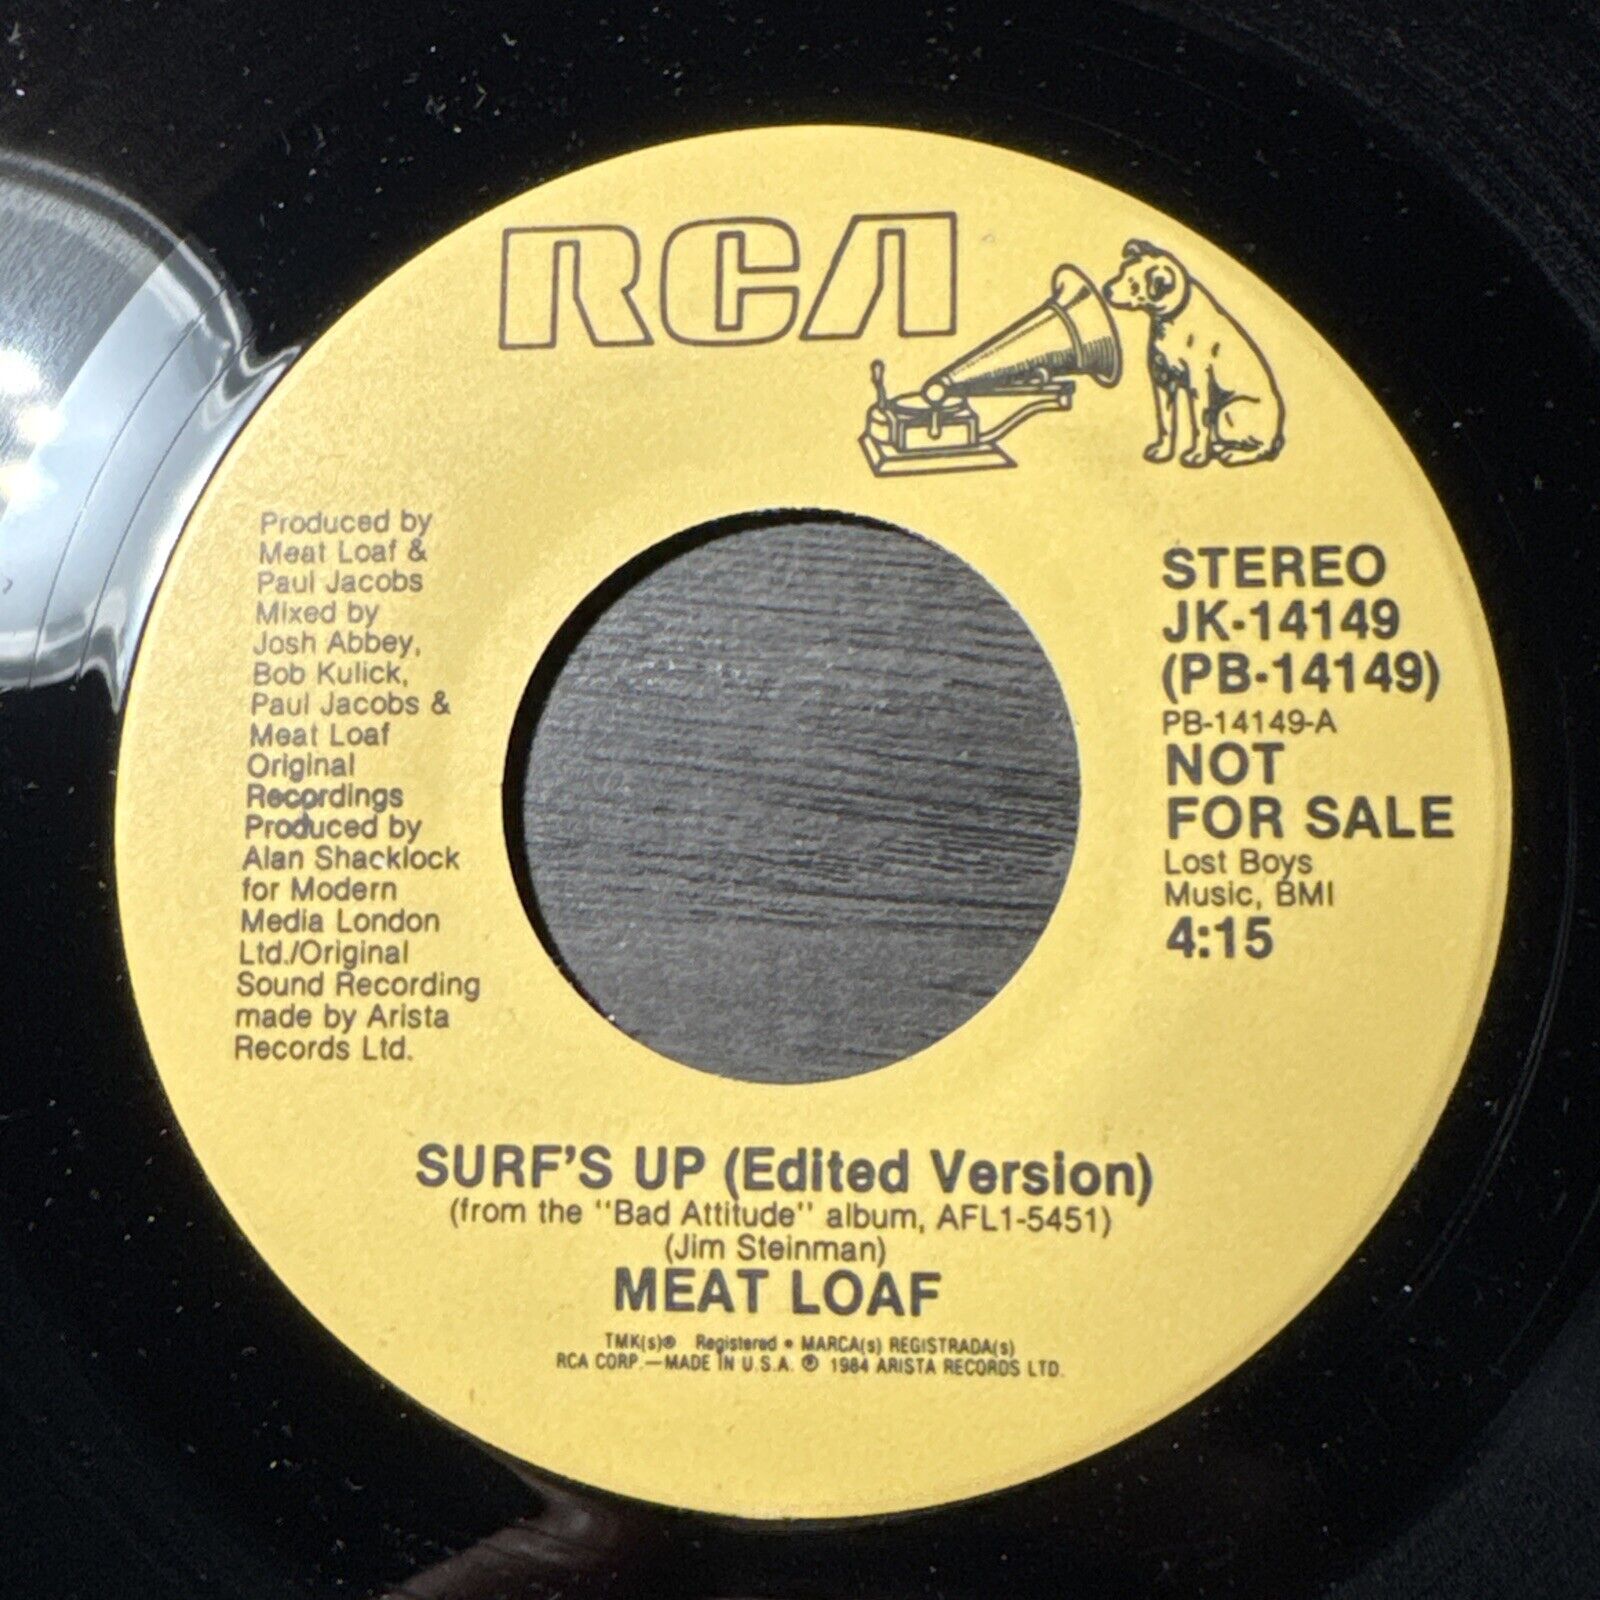 RCA
Produced by
Meat Loaf &
Paul Jacobs
Mixed by
Josh Abbey,
Bob Kulick,
Paul Jacobs &
Meat Loaf
Original
Recordings
Produced by
Alan Shacklock
for Modern
Media London
Ltd./Original
Sound Recording
made by Arista
Records Ltd.
STEREO
JK-14149
(PB-14149)
PB-14149-A
NOT
FOR SALE
Lost Boys
Music, BMI
4:15
SURF'S UP (Edited Version)
(from the "Bad Attitude" album, AFL1-5451)
(Jim Steinman)
MEAT LOAF
TMK(s)® Registered • MARCA(s) REGISTRADA(s)
RCA CORP.—MADE IN U.S.A. ℗ 1984 ARISTA RECORDS LTD.